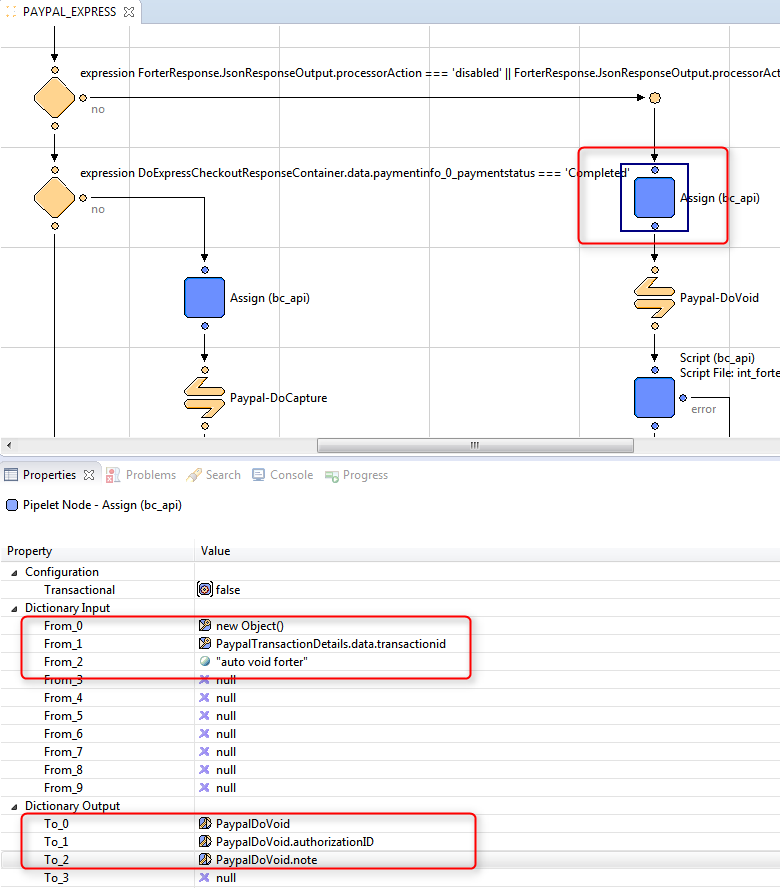 PAYPAL_EXPRESS
expression ForterResponse.JsonResponseOutput.processorAction === 'disabled' || ForterResponse.JsonResponseOutput.processorActi
no
expression DoExpressCheckoutResponseContainer.data.paymentinfo_0_paymentstatus === 'Completed'
no
Assign (bc_api)
Assign (bc_api)
Paypal-DoVoid
Script (bc_api)
Script File: int_forte
Paypal-DoCapture
error
Properties Problems Search Console Progress
Pipelet Node - Assign (bc_api)
Property Value
Configuration
Transactional false
Dictionary Input
From_0 new Object()
From_1 PaypalTransactionDetails.data.transactionid
From_2 "auto void forter"
From_3 null
From_4 null
From_5 null
From_6 null
From_7 null
From_8 null
From_9 null
Dictionary Output
To_0 PaypalDoVoid
To_1 PaypalDoVoid.authorizationID
To_2 PaypalDoVoid.note
To_3 null